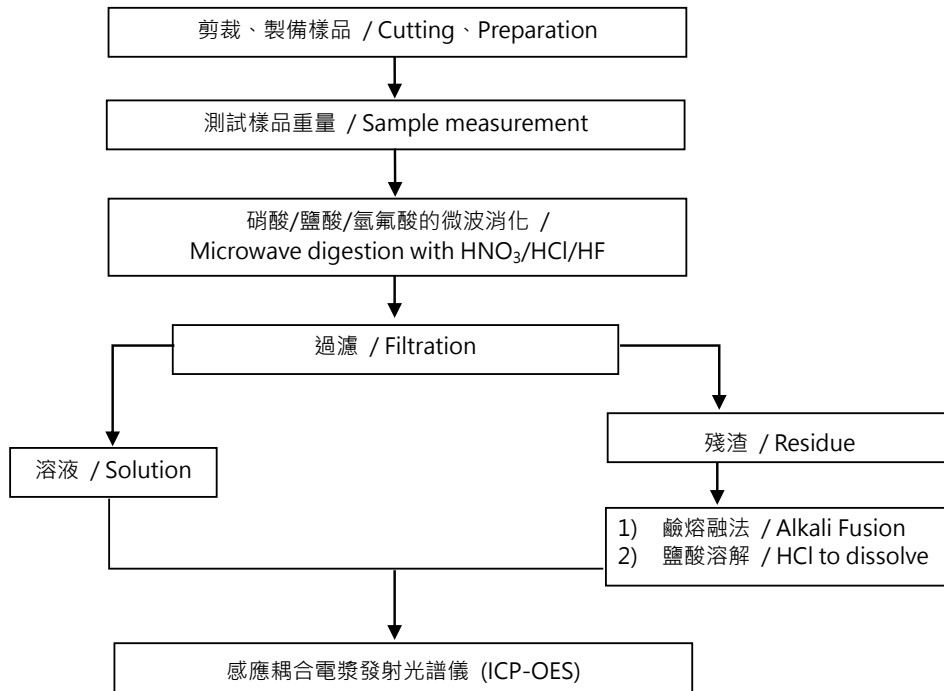 剪裁、製備樣品 / Cutting、Preparation
測試樣品重量 / Sample measurement
硝酸/鹽酸/氫氟酸的微波消化 /
Microwave digestion with HNO₃/HCl/HF
過濾 / Filtration
溶液 / Solution
殘渣 / Residue
1) 鹼熔融法 / Alkali Fusion
2) 鹽酸溶解 / HCl to dissolve
感應耦合電漿發射光譜儀 (ICP-OES)